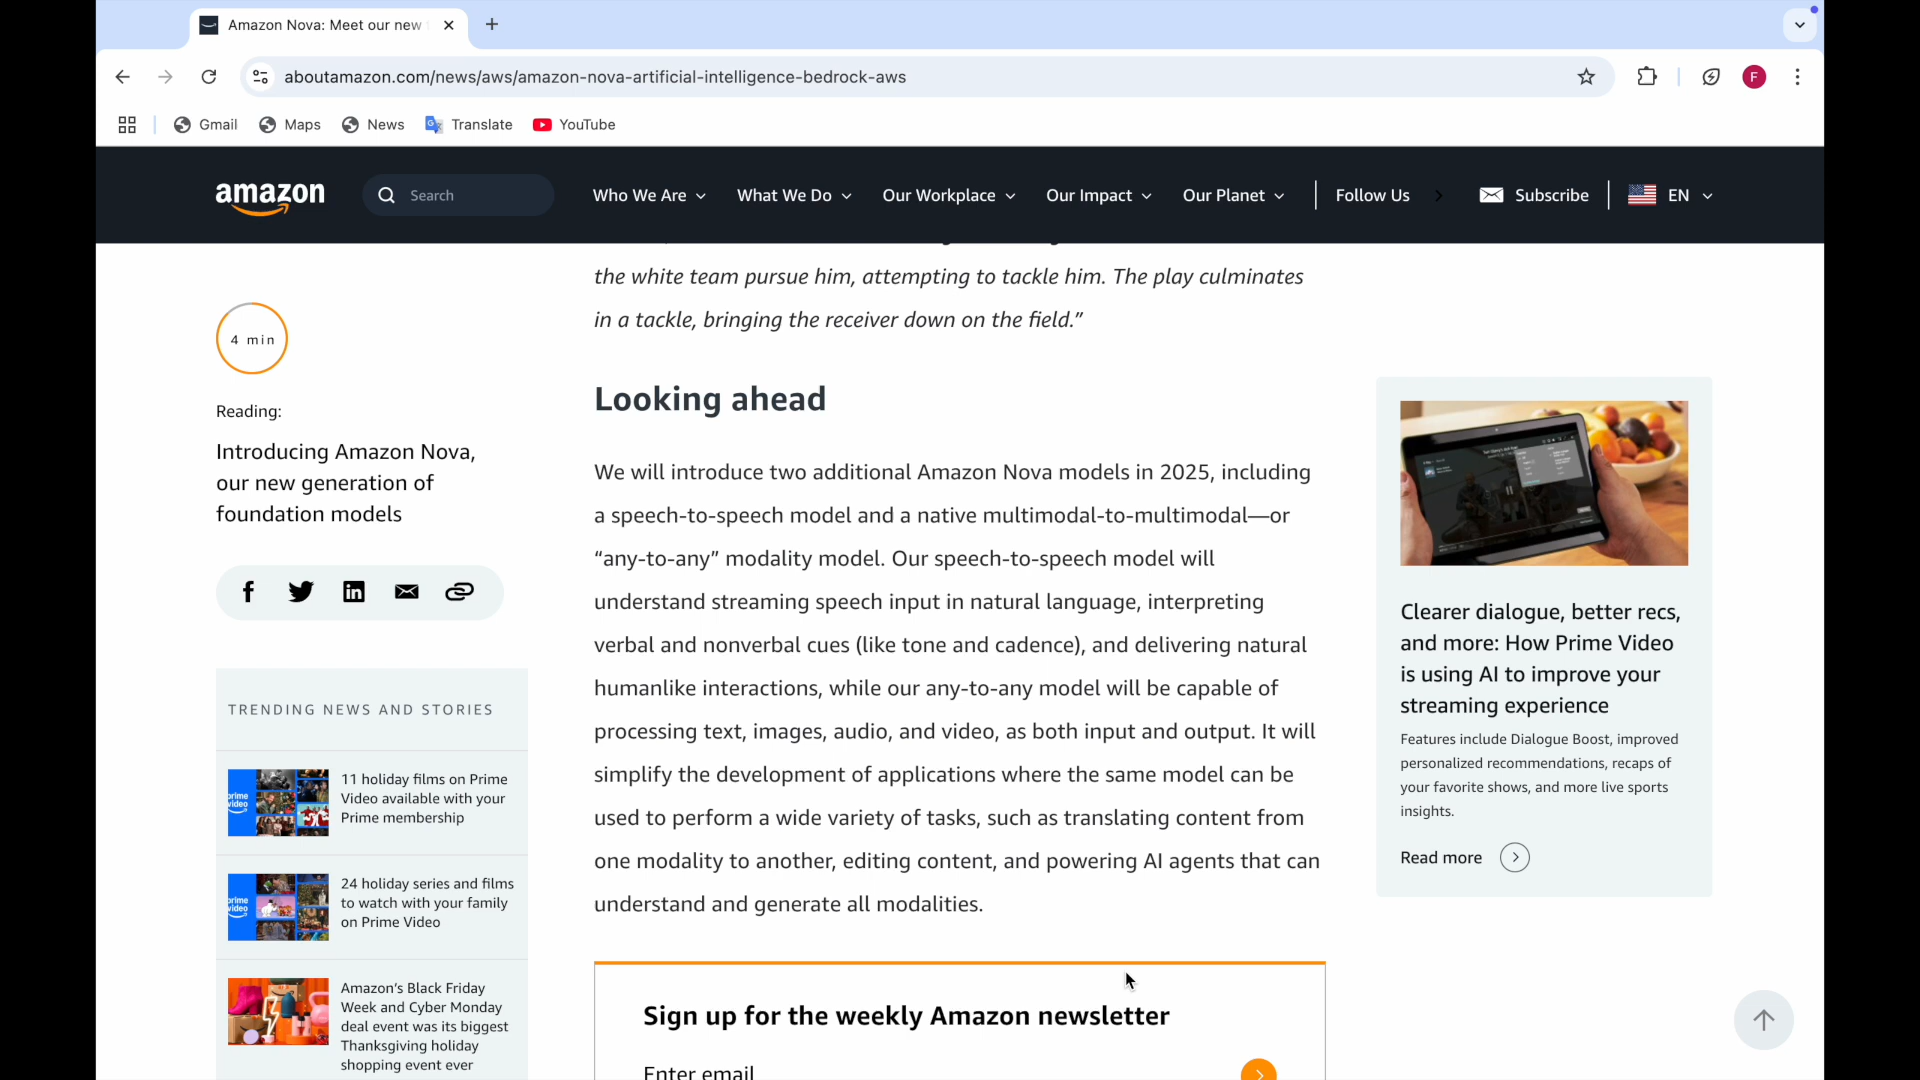 Amazon Nova: Meet our new
aboutamazon.com/news/aws/amazon-nova-artificial-intelligence-bedrock-aws
F
Gmail
Maps
News
Translate
YouTube
amazon
Search
Who We Are
What We Do
Our Workplace
Our Impact
Our Planet
Follow Us
Subscribe
EN
the white team pursue him, attempting to tackle him. The play culminates
in a tackle, bringing the receiver down on the field.”
4 min
Reading:
Introducing Amazon Nova,
our new generation of
foundation models
TRENDING NEWS AND STORIES
prime
video
11 holiday films on Prime
Video available with your
Prime membership
prime
video
24 holiday series and films
to watch with your family
on Prime Video
Amazon’s Black Friday
Week and Cyber Monday
deal event was its biggest
Thanksgiving holiday
shopping event ever
Looking ahead
We will introduce two additional Amazon Nova models in 2025, including
a speech-to-speech model and a native multimodal-to-multimodal—or
“any-to-any” modality model. Our speech-to-speech model will
understand streaming speech input in natural language, interpreting
verbal and nonverbal cues (like tone and cadence), and delivering natural
humanlike interactions, while our any-to-any model will be capable of
processing text, images, audio, and video, as both input and output. It will
simplify the development of applications where the same model can be
used to perform a wide variety of tasks, such as translating content from
one modality to another, editing content, and powering AI agents that can
understand and generate all modalities.
Sign up for the weekly Amazon newsletter
Enter email
Clearer dialogue, better recs,
and more: How Prime Video
is using AI to improve your
streaming experience
Features include Dialogue Boost, improved
personalized recommendations, recaps of
your favorite shows, and more live sports
insights.
Read more